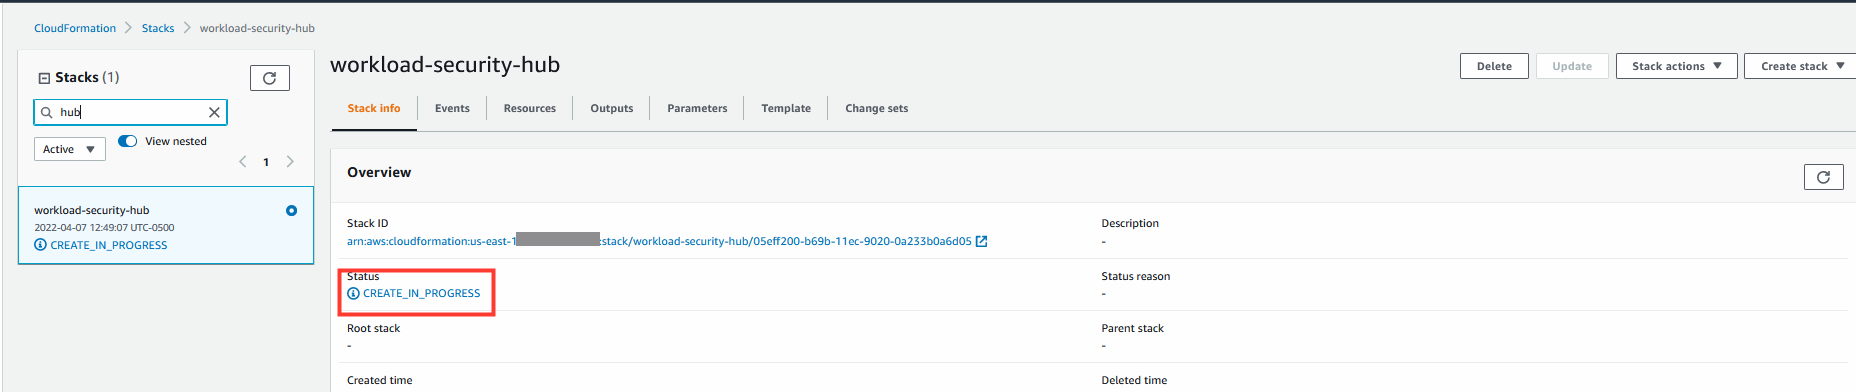 CloudFormation > Stacks > workload-security-hub
Stacks (1)
hub
Active
View nested
1
workload-security-hub
2022-04-07 12:49:07 UTC-0500
CREATE_IN_PROGRESS
workload-security-hub
Delete
Update
Stack actions
Create stack
Stack info
Events
Resources
Outputs
Parameters
Template
Change sets
Overview
Stack ID
arn:aws:cloudformation:us-east-1 :stack/workload-security-hub/05eff200-b69b-11ec-9020-0a233b0a6d05
Description
-
Status
CREATE_IN_PROGRESS
Status reason
-
Root stack
-
Parent stack
-
Created time
Deleted time